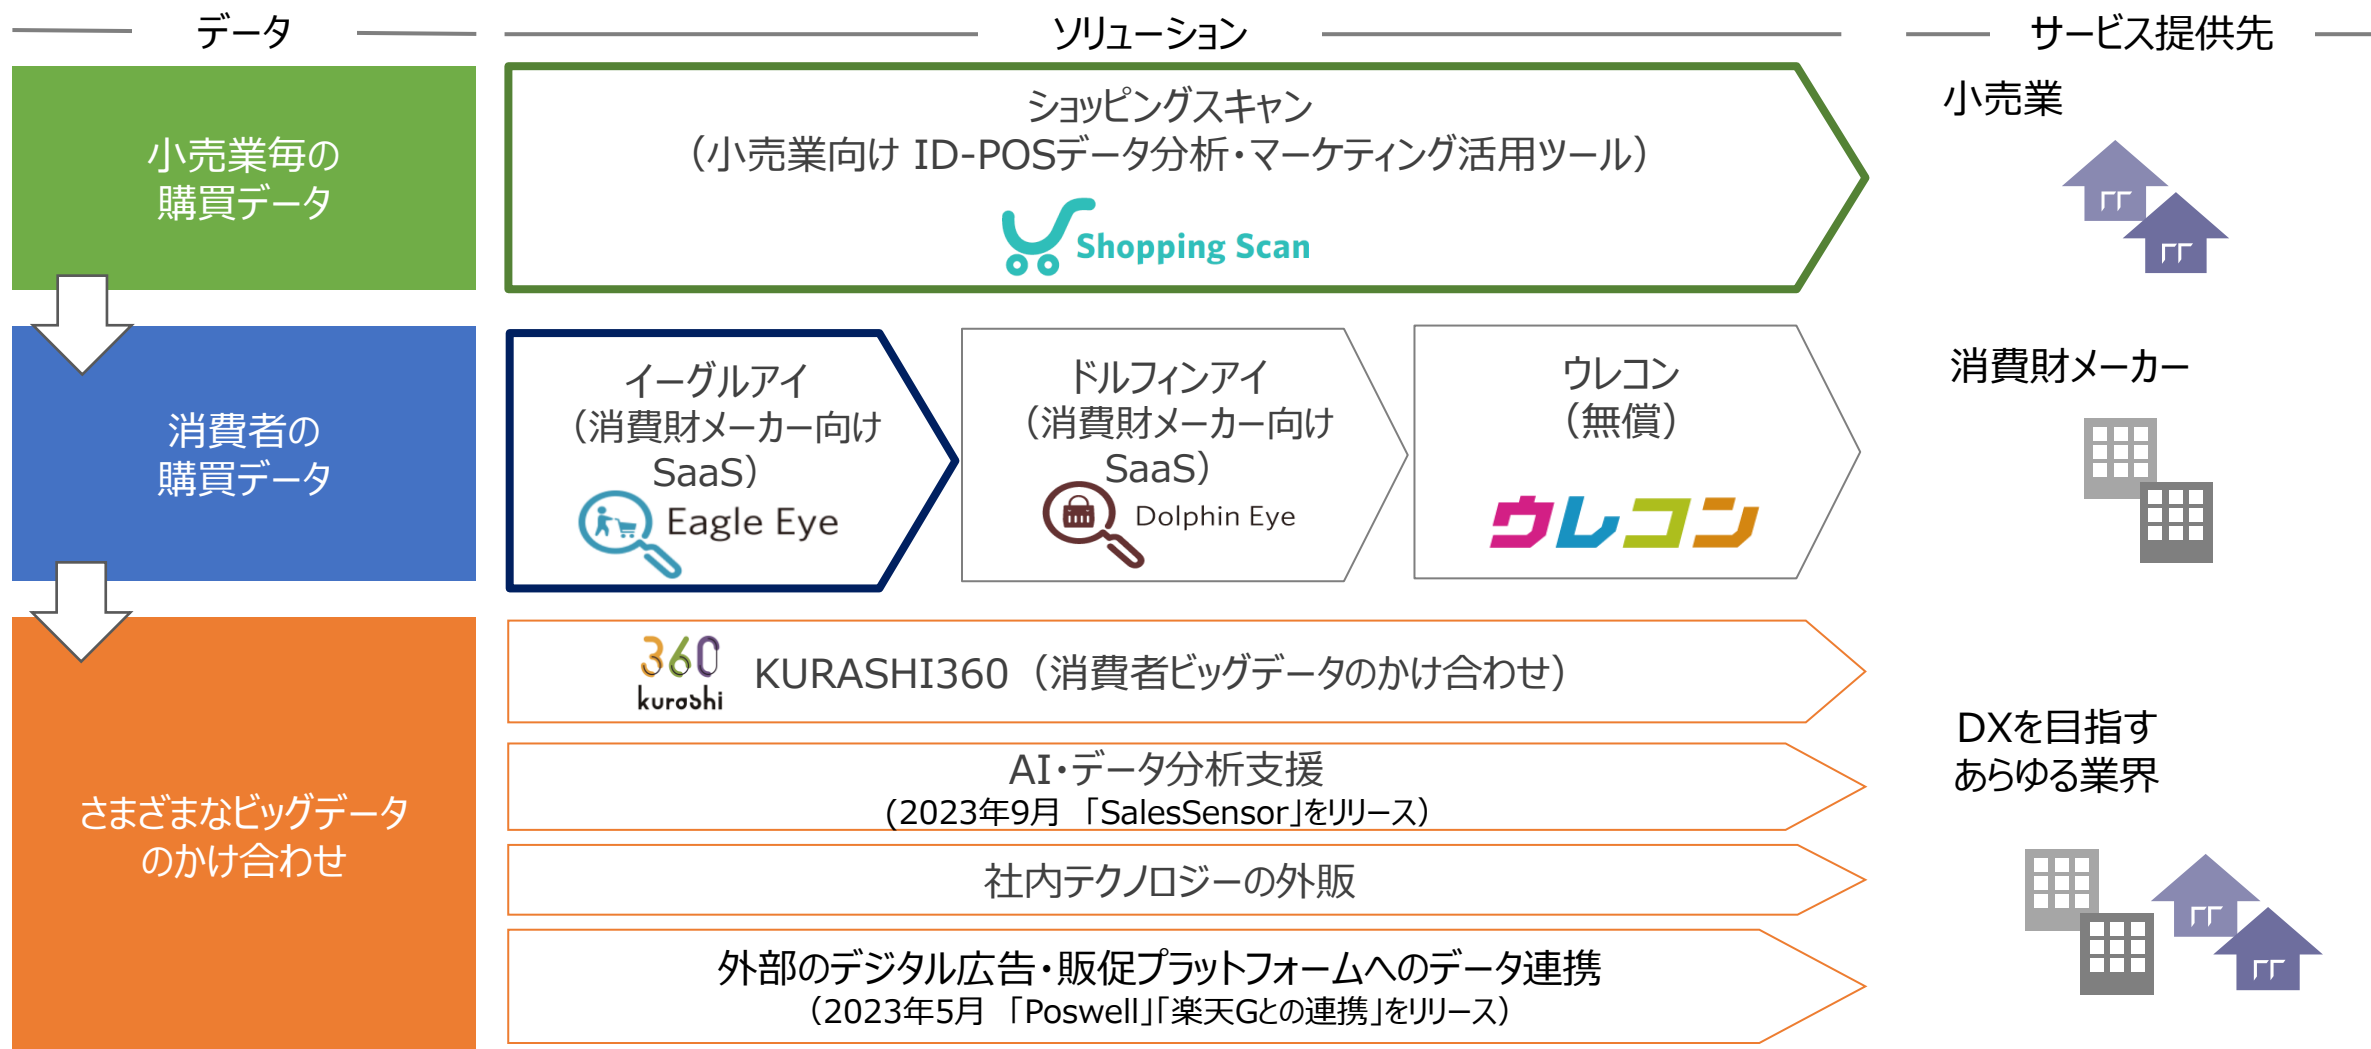 データ
ソリューション
サービス提供先
小売業毎の
購買データ
ショッピングスキャン
（小売業向け ID-POSデータ分析・マーケティング活用ツール）
Shopping Scan
小売業
消費者の
購買データ
イーグルアイ
（消費財メーカー向け
SaaS）
Eagle Eye
ドルフィンアイ
（消費財メーカー向け
SaaS）
Dolphin Eye
ウレコン
（無償）
ウレコン
消費財メーカー
さまざまなビッグデータ
のかけ合わせ
360
kurashi
KURASHI360（消費者ビッグデータのかけ合わせ）
AI・データ分析支援
(2023年9月 「SalesSensor」をリリース）
社内テクノロジーの外販
外部のデジタル広告・販促プラットフォームへのデータ連携
（2023年5月 「Poswell」「楽天Gとの連携」をリリース）
DXを目指す
あらゆる業界